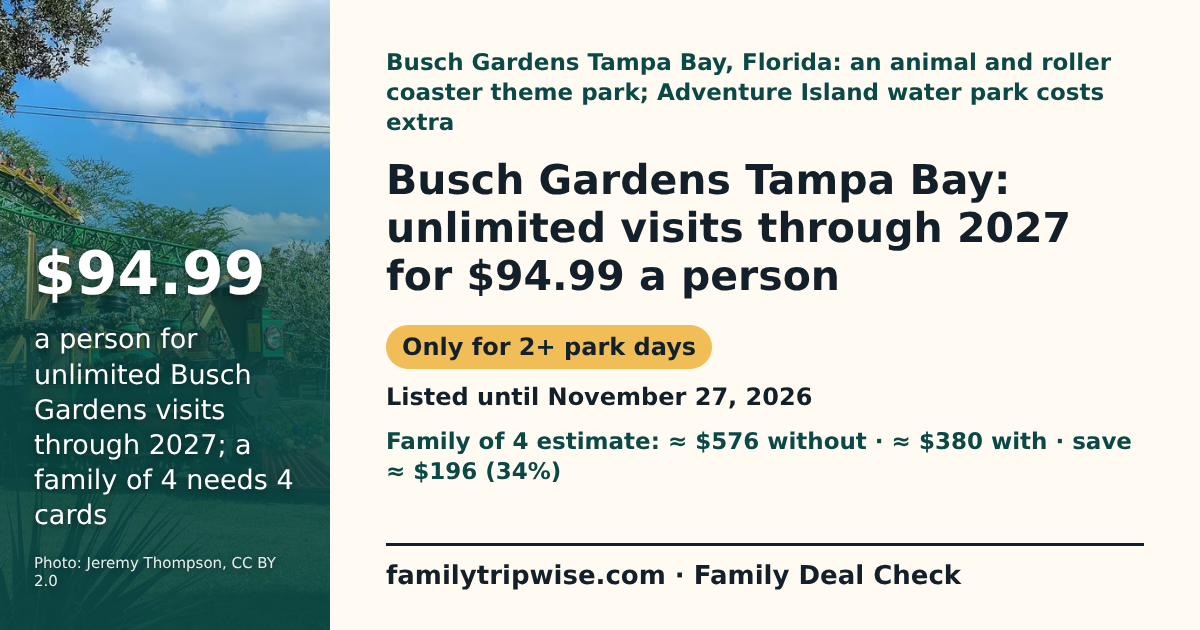 $94.99
a person for
unlimited Busch
Gardens visits
through 2027; a
family of 4 needs 4
cards
Photo: Jeremy Thompson, CC BY
2.0
Busch Gardens Tampa Bay, Florida: an animal and roller
coaster theme park; Adventure Island water park costs
extra
Busch Gardens Tampa Bay:
unlimited visits through 2027
for $94.99 a person
Only for 2+ park days
Listed until November 27, 2026
Family of 4 estimate: ≈ $576 without · ≈ $380 with · save
≈ $196 (34%)
familytripwise.com · Family Deal Check